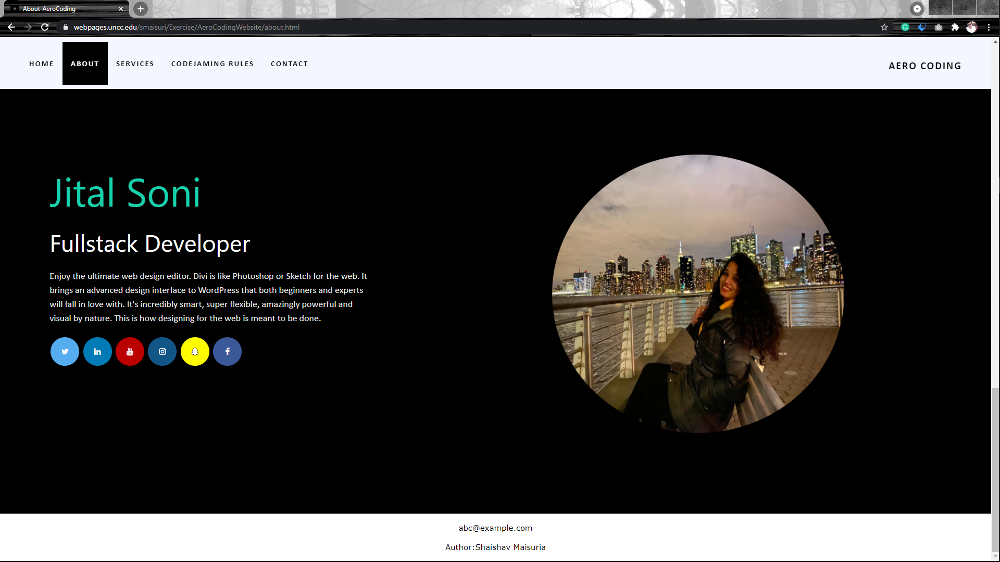 About-AeroCoding
webpages.uncc.edu/smaisuri/Exercise/AeroCodingWebsite/about.html
HOME
ABOUT
SERVICES
CODEJAMING RULES
CONTACT
AERO CODING
Jital Soni
Fullstack Developer
Enjoy the ultimate web design editor. Divi is like Photoshop or Sketch for the web. It
brings an advanced design interface to WordPress that both beginners and experts
will fall in love with. It's incredibly smart, super flexible, amazingly powerful and
visual by nature. This is how designing for the web is meant to be done.
abc@example.com
Author:Shaishav Maisuria